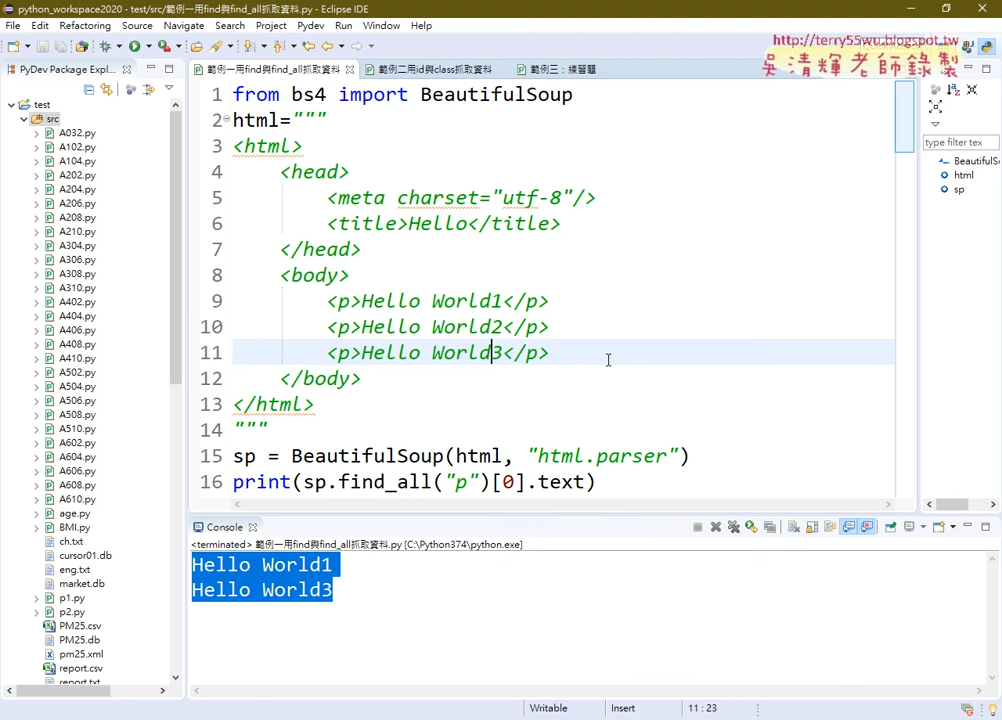 python_workspace2020 - test/src/範例一用find與find_all抓取資料.py - Eclipse IDE
File Edit Refactoring Source Navigate Search Project Pydev Run Window Help
http://terry55wu.blogspot.tw
吳清輝老師錄製
PyDev Package Expl...
範例一用find與find_all抓取資料
範例二用id與class抓取資料
範例三：練習題
test
src
A032.py
A102.py
A104.py
A202.py
A204.py
A206.py
A208.py
A210.py
A304.py
A306.py
A308.py
A310.py
A402.py
A404.py
A406.py
A408.py
A410.py
A502.py
A504.py
A506.py
A508.py
A510.py
A602.py
A604.py
A606.py
A608.py
A610.py
age.py
BMI.py
ch.txt
cursor01.db
eng.txt
market.db
p1.py
p2.py
PM25.csv
PM25.db
pm25.xml
report.csv
report.txt
1 from bs4 import BeautifulSoup
2 html="""
3 <html>
4 <head>
5 <meta charset="utf-8"/>
6 <title>Hello</title>
7 </head>
8 <body>
9 <p>Hello World1</p>
10 <p>Hello World2</p>
11 <p>Hello World3</p>
12 </body>
13 </html>
14 """
15 sp = BeautifulSoup(html, "html.parser")
16 print(sp.find_all("p")[0].text)
type filter tex
BeautifulS
html
sp
Console
<terminated> 範例一用find與find_all抓取資料.py [C:\Python374\python.exe]
Hello World1
Hello World3
Writable Insert 11 : 23